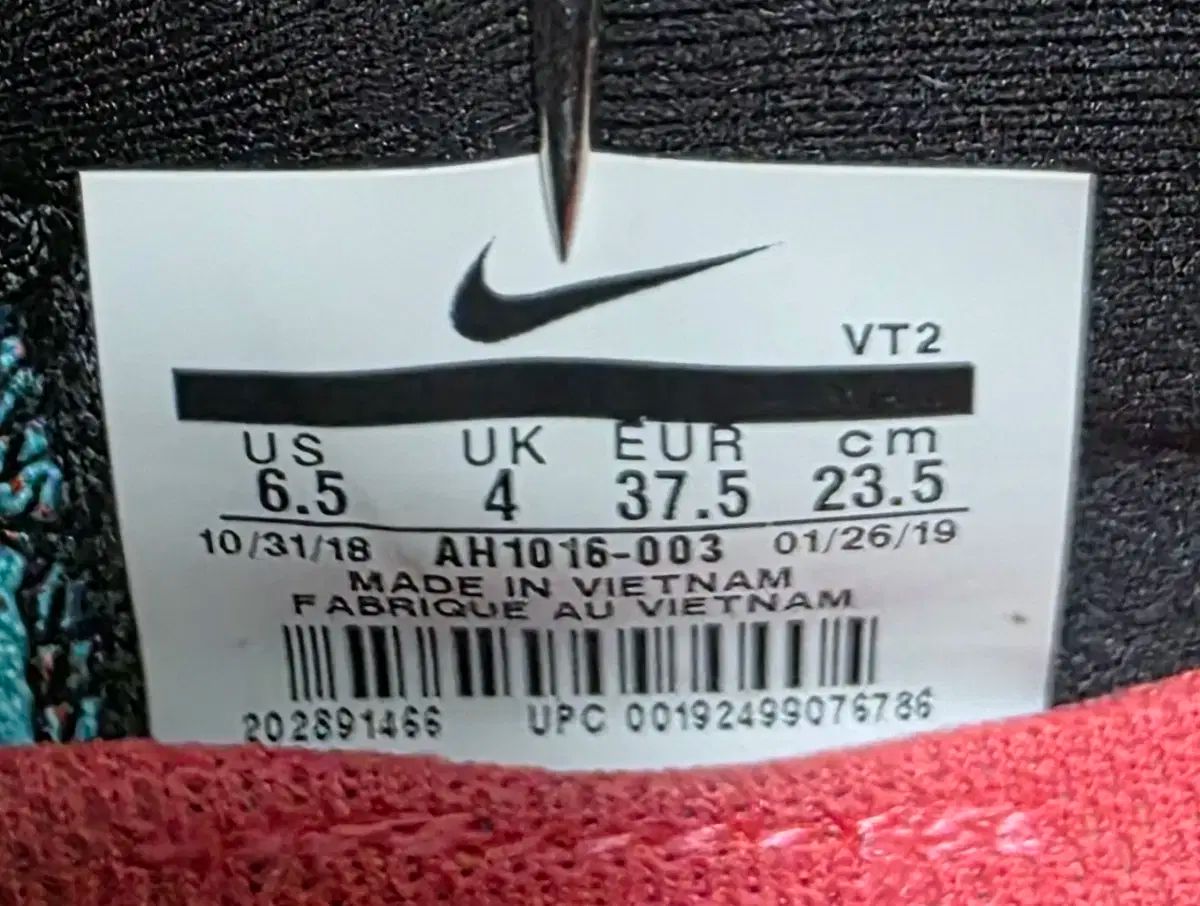 VT2
US UK EUR cm
6.5 4 37.5 23.5
10/31/18 AH1016-003 01/26/19
MADE IN VIETNAM
FABRIQUE AU VIETNAM
202891466 UPC 00192499076786